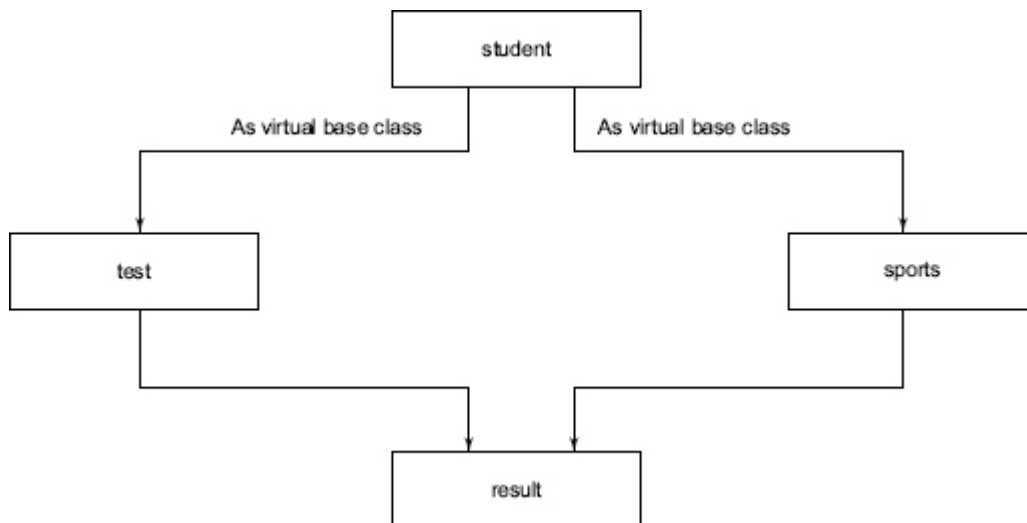 student
As virtual base class
As virtual base class
test
sports
result